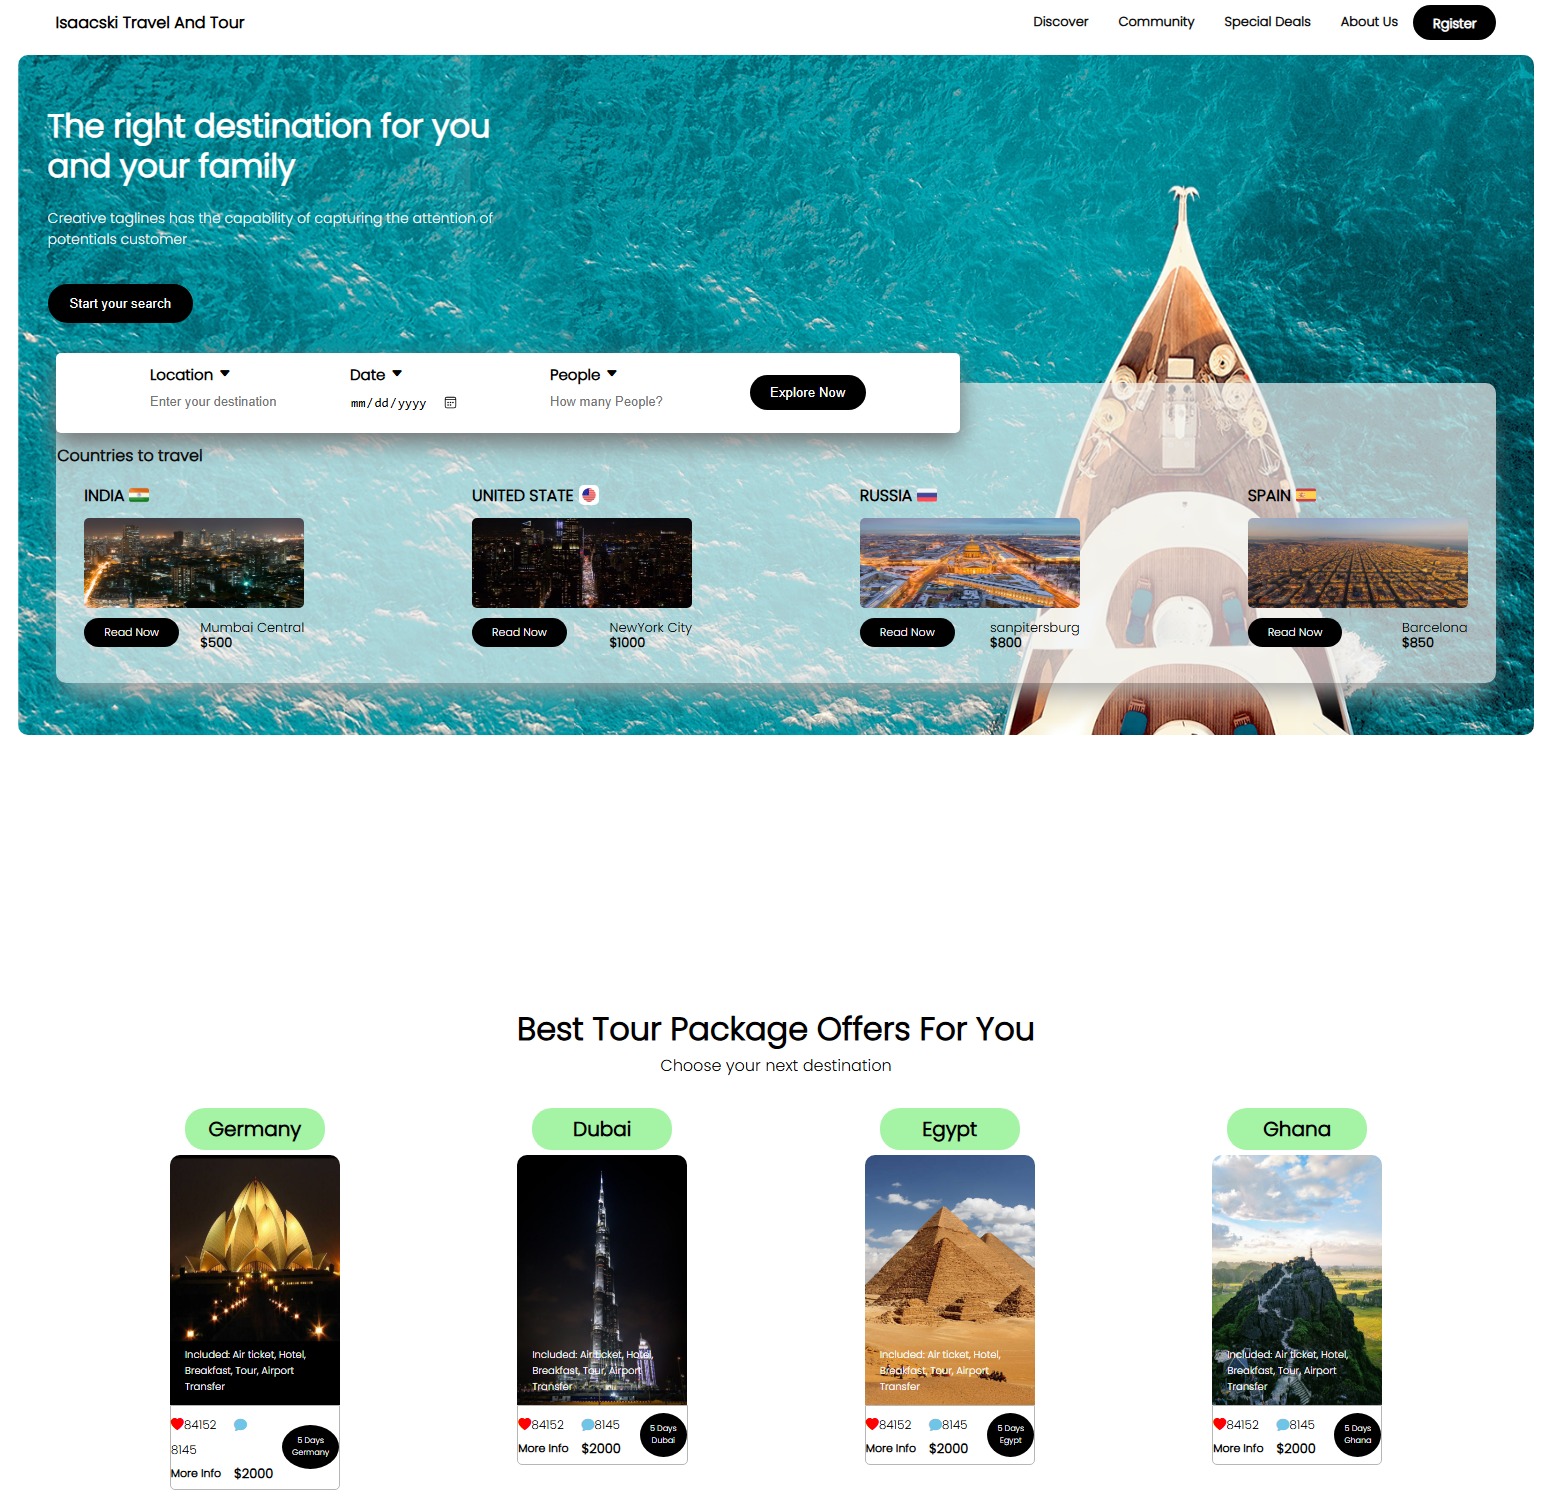 Isaacski Travel And Tour
Discover Community Special Deals About Us Rgister
The right destination for you
and your family
Creative taglines has the capabllity of capturing the attention of
potentials customer
Start your search
Location Date People
Enter your destination mm/dd/yyyy How many People?
Explore Now
Countries to travel
INDIA UNITED STATE RUSSIA SPAIN
Read Now Mumbai Central
$500
Read Now NewYork City
$1000
Read Now sanpitersburg
$800
Read Now Barcelona
$850
Best Tour Package Offers For You
Choose your next destination
Germany
Included: Air ticket, Hotel,
Breakfast, Tour, Airport
Transfer
84152
8145
More Info $2000
5 Days
Germany
Dubai
Included: Air ticket, Hotel,
Breakfast, Tour, Airport
Transfer
84152 8145
More Info $2000
5 Days
Dubai
Egypt
Included: Air ticket, Hotel,
Breakfast, Tour, Airport
Transfer
84152 8145
More Info $2000
5 Days
Egypt
Ghana
Included: Air ticket, Hotel,
Breakfast, Tour, Airport
Transfer
84152 8145
More Info $2000
5 Days
Ghana